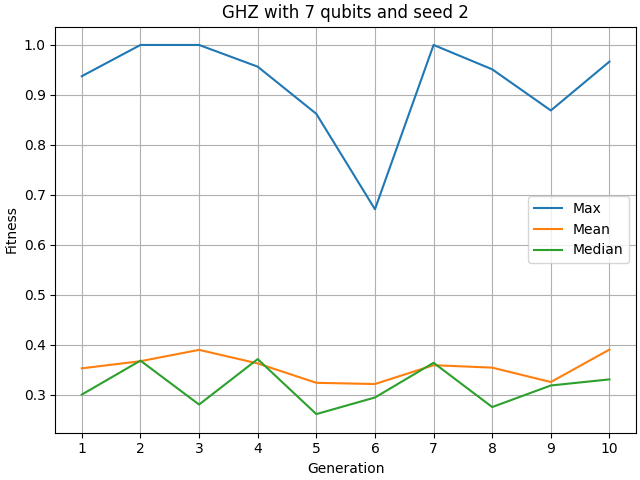 GHZ with 7 qubits and seed 2
1.0
0.9
0.8
0.7
0.6
0.5
0.4
0.3
Fitness
Max
Mean
Median
1 2 3 4 5 6 7 8 9 10
Generation